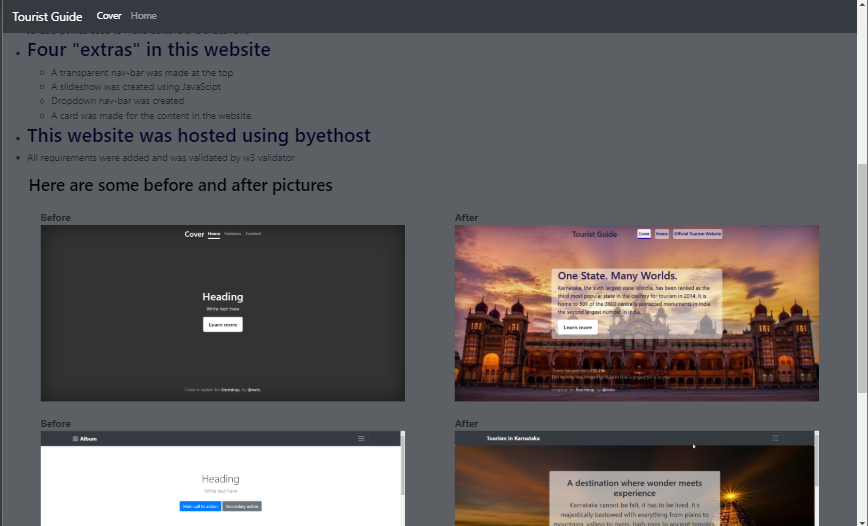 Tourist Guide Cover Home
Four "extras" in this website
A transparent nav-bar was made at the top
A slideshow was created using JavaScipt
Dropdown nav-bar was created
A card was made for the content in the website.
This website was hosted using byethost
All requirements were added and was validated by w3 validator
Here are some before and after pictures
Before
Cover Home Features Contact
Heading
Write text here
Learn more
Cover template for Bootstrap, by @mdo.
After
Tourist Guide Cover Home Official Tourism Website
One State. Many Worlds.
Karnataka, the sixth largest state in India, has been ranked as the
third most popular state in the country for tourism in 2014. It is
home to 507 of the 3600 centrally protected monuments in India,
the second largest number in India.
Learn more
template for Bootstrap, by @mdo.
Before
Album
Heading
Write text here
Main call to action Secondary action
After
Tourism in Karnataka
A destination where wonder meets
experience
Karnataka cannot be felt, it has to be lived. It's
majestically bestowed with everything from plains to
mountains, valleys to rivers, high-rises to ancient temples,